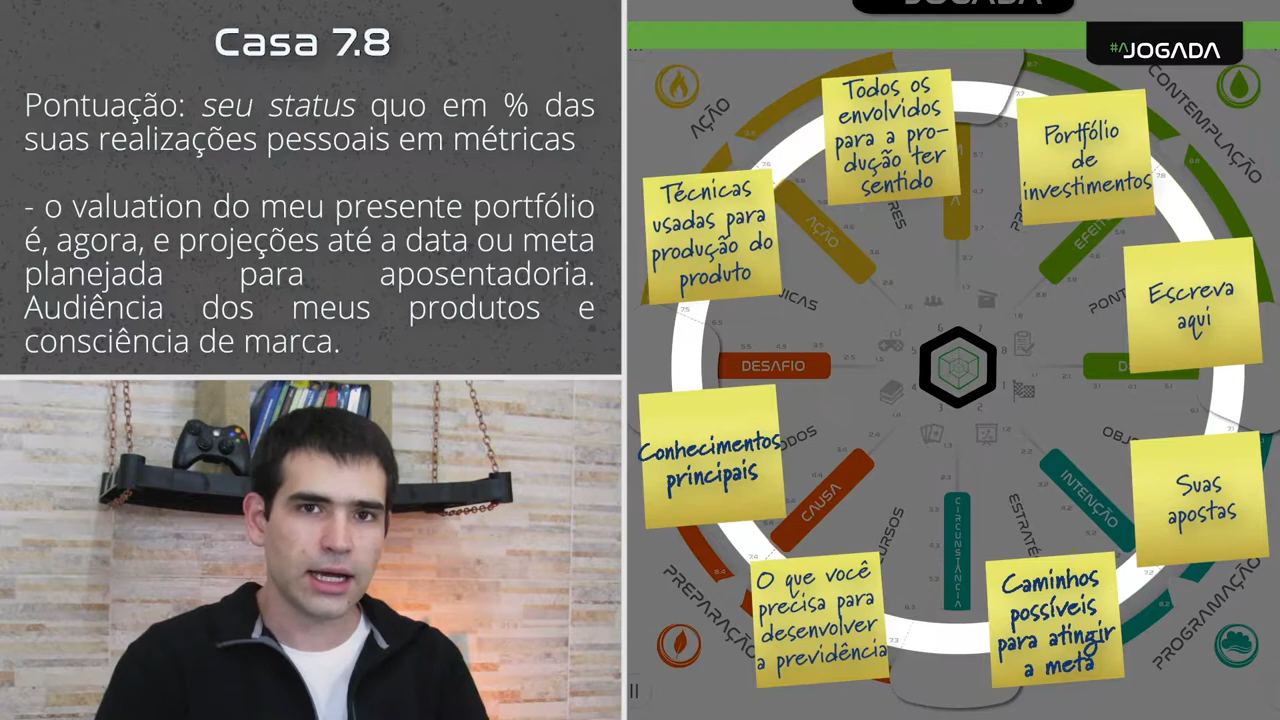 Casa 7.8
Pontuação: seu status quo em % das
suas realizações pessoais em métricas
- o valuation do meu presente portfólio
é, agora, e projeções até a data ou meta
planejada para aposentadoria.
Audiência dos meus produtos e
consciência de marca.
JOGADA
#AJOGADA
AÇÃO
CONTEMPLAÇÃO
Todos os
envolvidos
para a pro-
dução ter
sentido
Portfólio
de
investimentos
Técnicas
usadas para
produção do
produto
AÇÃO
Escreva
aqui
DESAFIO
Conhecimentos
principais
CAUSA
CIRCUNSTÂNCIA
INTENÇÃO
Suas
apostas
O que você
precisa para
desenvolver
a previdência
Caminhos
possíveis
para atingir
a meta
PREPARAÇÃO
PROGRAMAÇÃO